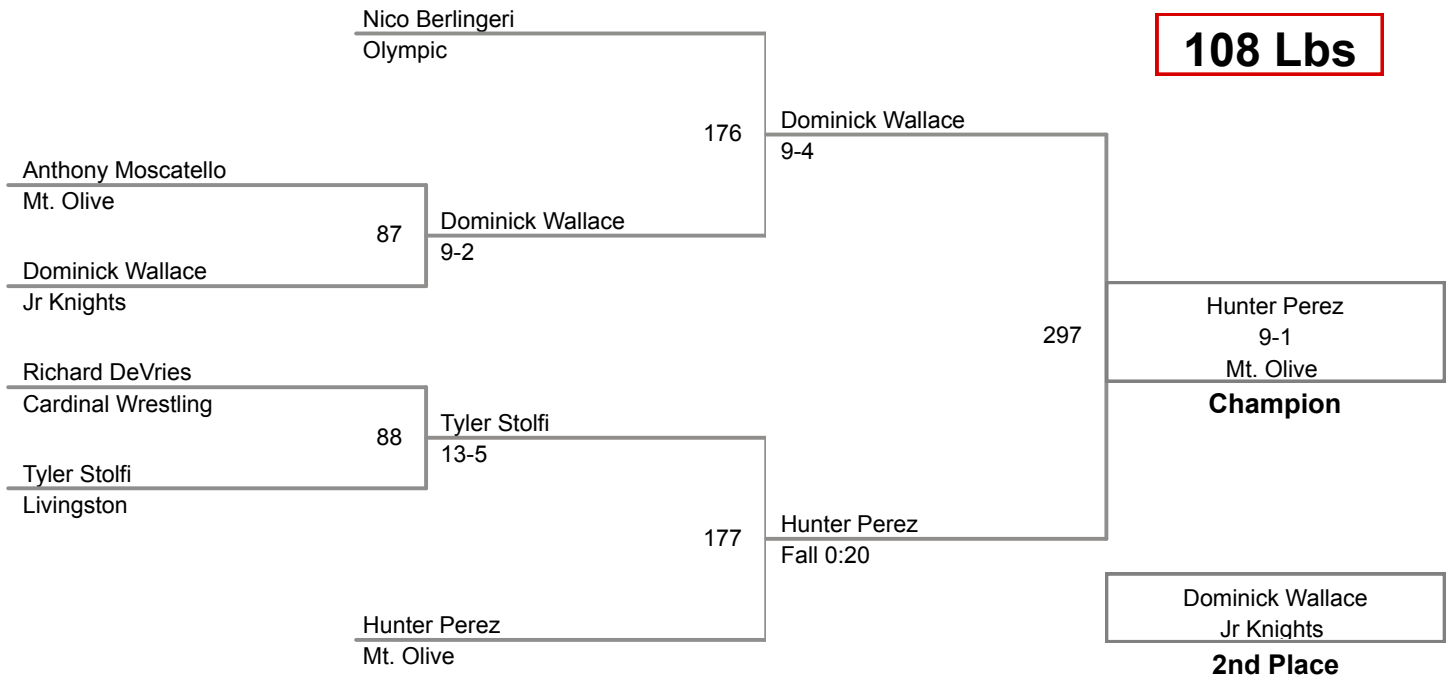 Nico Berlingeri
Olympic
108 Lbs
176
Dominick Wallace
9-4
Anthony Moscatello
Mt. Olive
87
Dominick Wallace
9-2
Dominick Wallace
Jr Knights
297
Hunter Perez
9-1
Mt. Olive
Champion
Richard DeVries
Cardinal Wrestling
88
Tyler Stolfi
13-5
Tyler Stolfi
Livingston
177
Hunter Perez
Fall 0:20
Hunter Perez
Mt. Olive
Dominick Wallace
Jr Knights
2nd Place